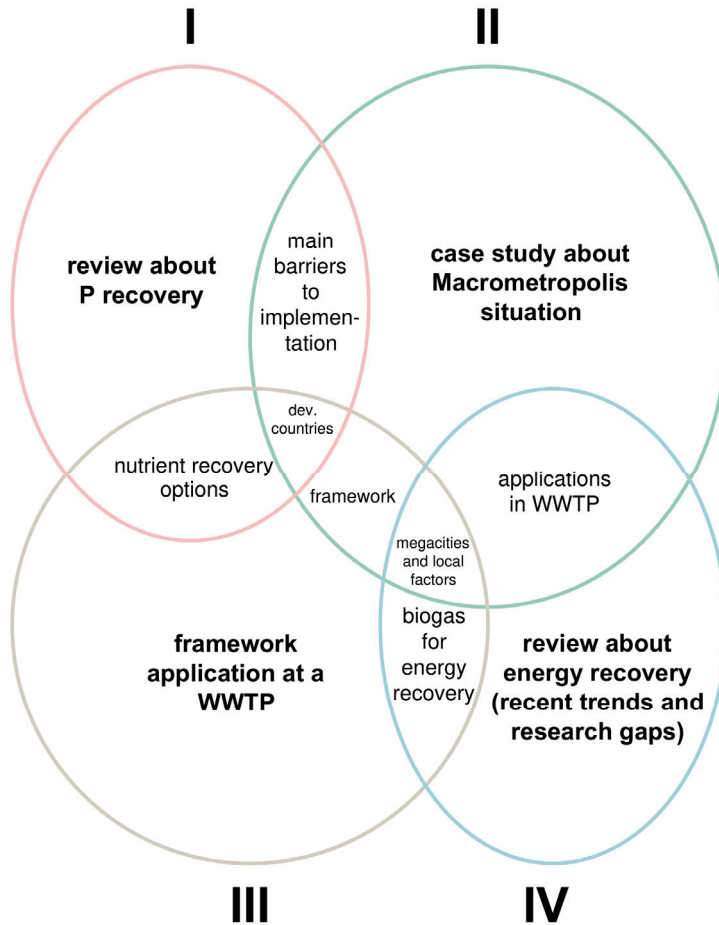 I
II
review about
P recovery
main
barriers
to
implemen-
tation
case study about
Macrometropolis
situation
dev.
countries
nutrient recovery
options
framework
applications
in WWTP
megacities
and local
factors
biogas
for
energy
recovery
framework
application at a
WWTP
review about
energy recovery
(recent trends and
research gaps)
III
IV